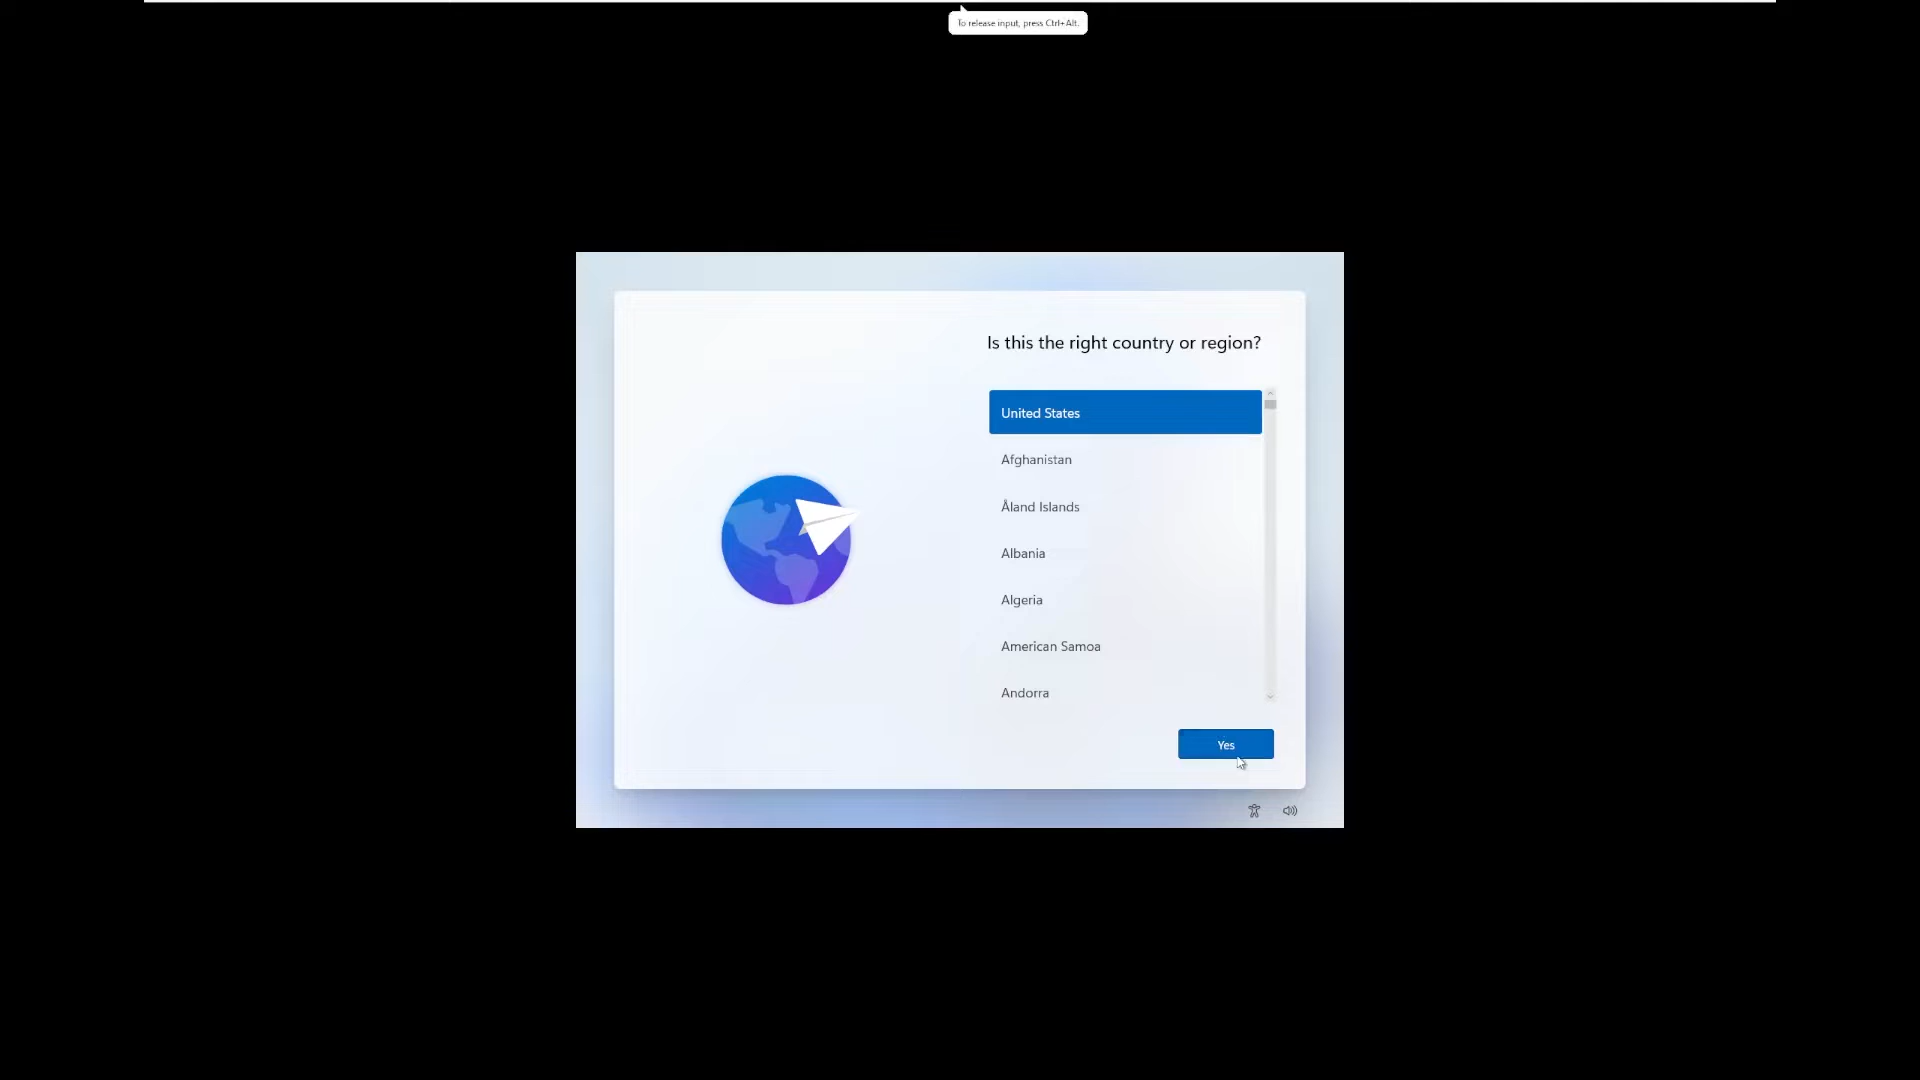 To release input, press Ctrl+Alt.
Is this the right country or region?
United States
Afghanistan
Åland Islands
Albania
Algeria
American Samoa
Andorra
Yes